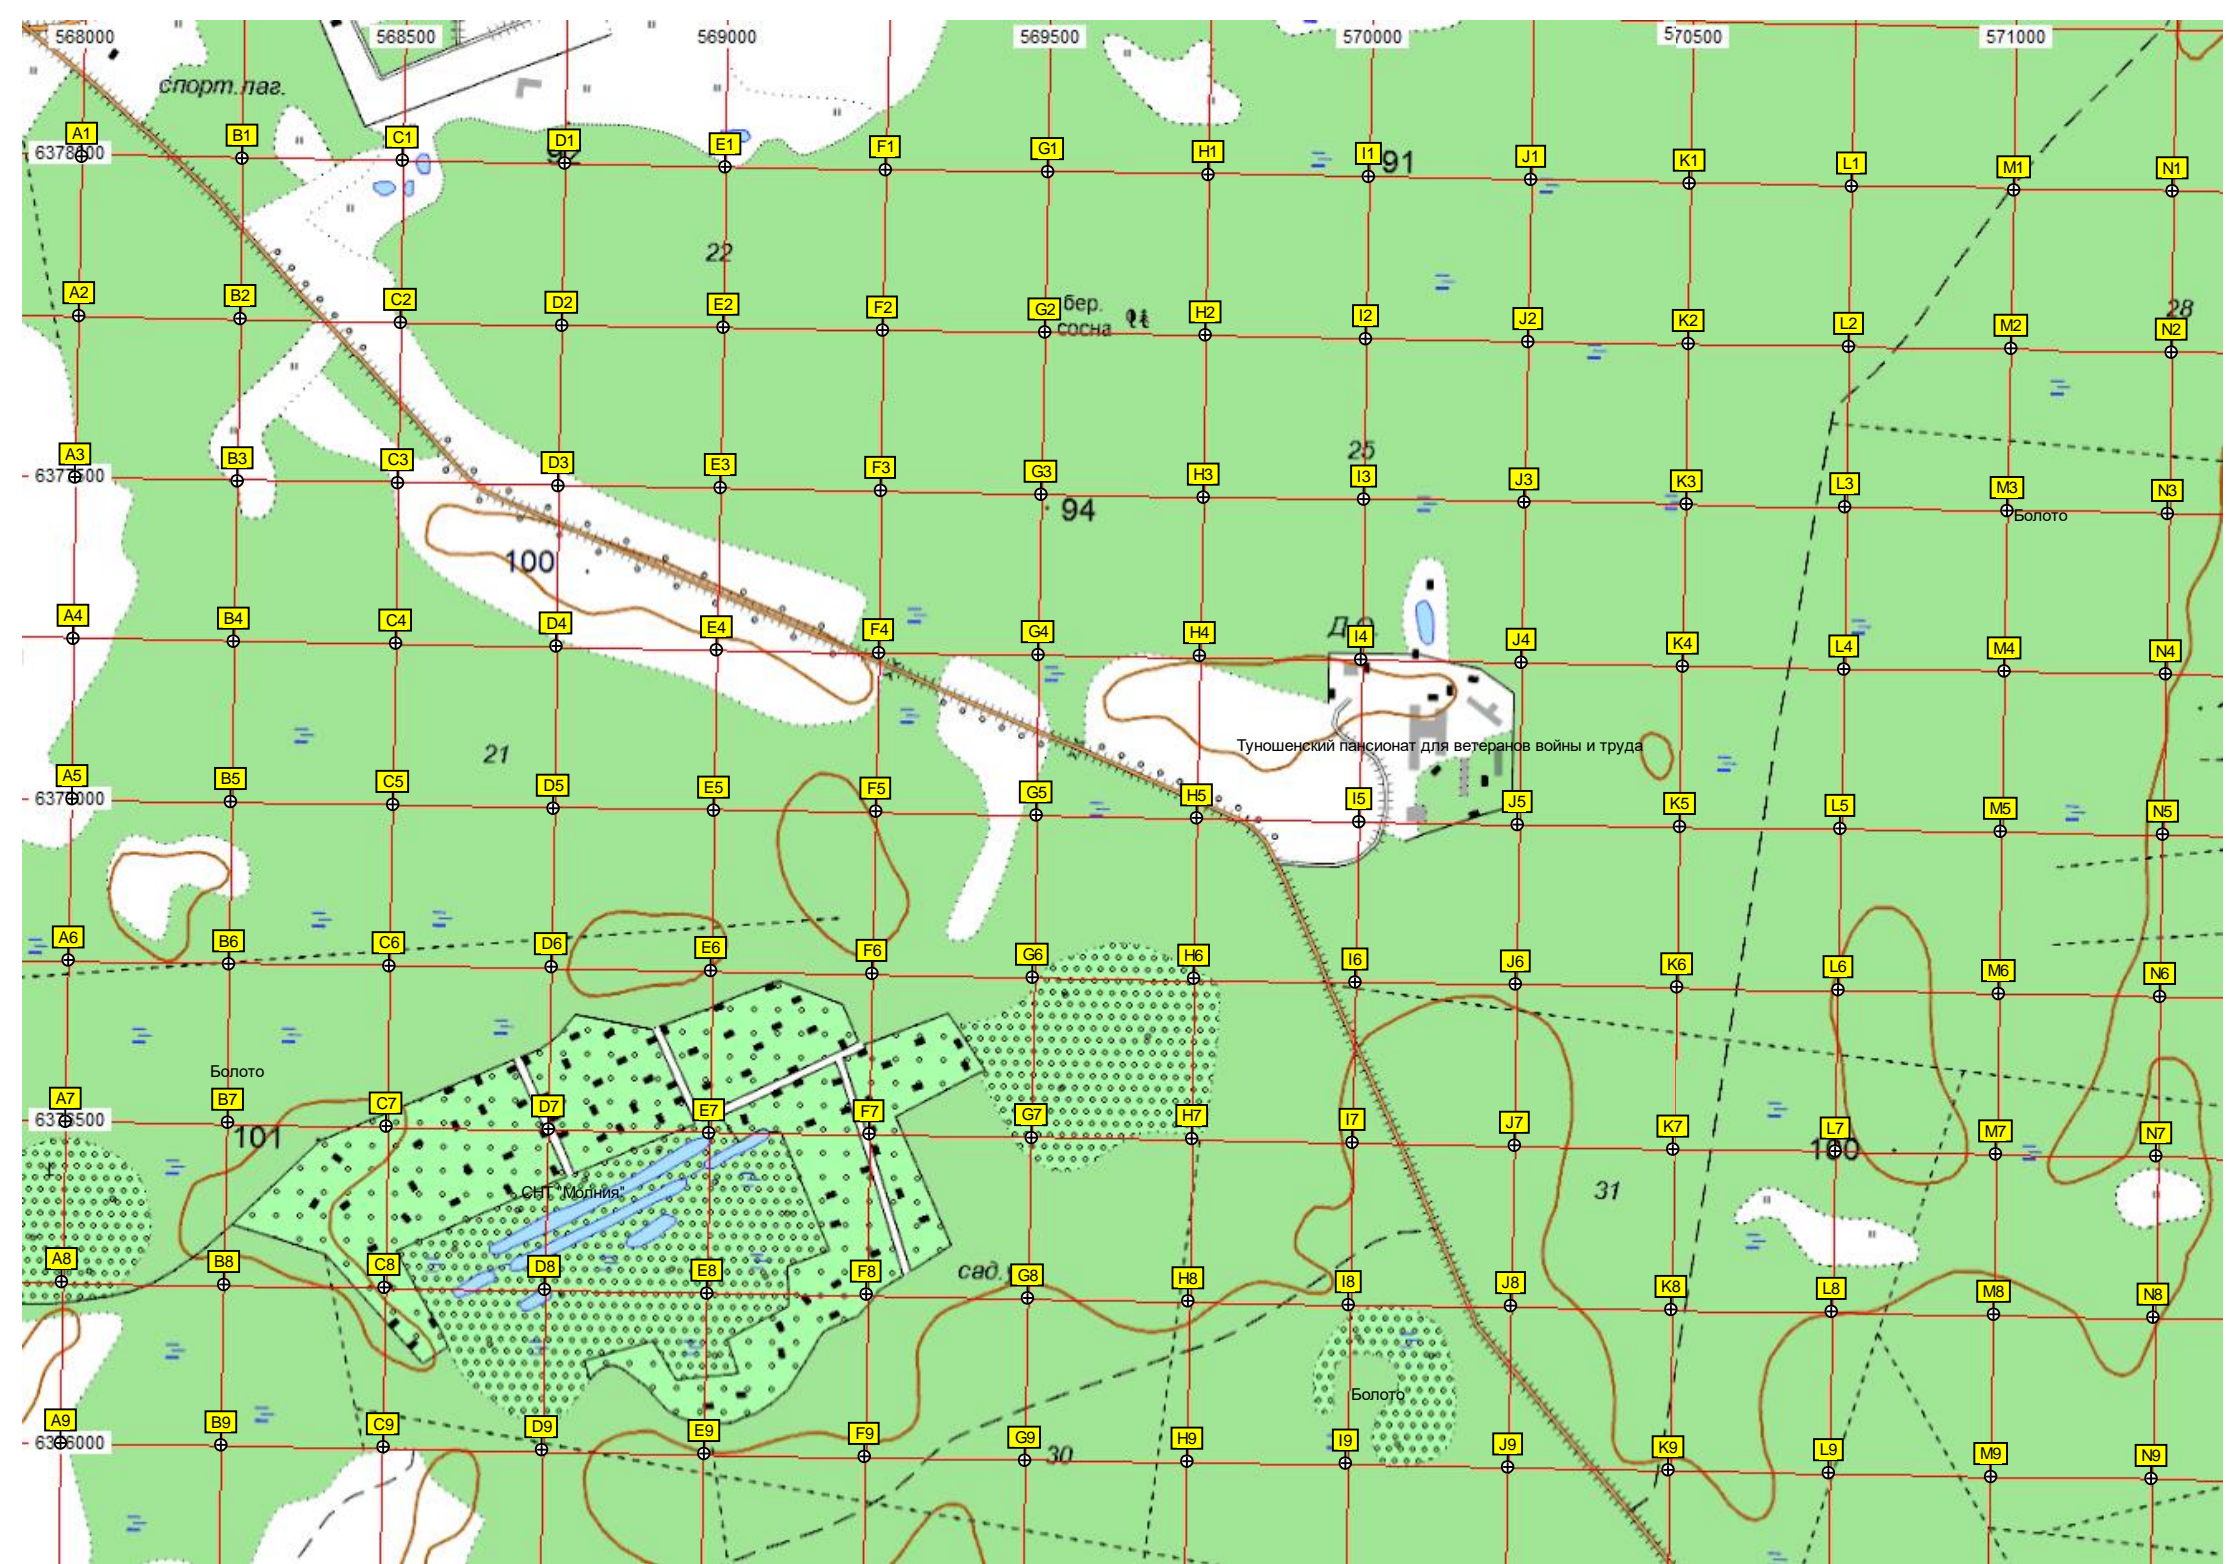 568000 568500 569000 569500 570000 570500 571000
спорт.лаг.
A1 B1 C1 D1 E1 F1 G1 H1 I1 91 J1 K1 L1 M1 N1
92
22
A2 B2 C2 D2 E2 F2 G2 H2 I2 J2 K2 L2 M2 N2
бер.
сосна
28
25
A3 B3 C3 D3 E3 F3 G3 H3 I3 J3 K3 L3 M3 N3
94
Болото
100
A4 B4 C4 D4 E4 F4 G4 H4 I4 J4 K4 L4 M4 N4
21
Туношенский пансионат для ветеранов войны и труда
A5 B5 C5 D5 E5 F5 G5 H5 I5 J5 K5 L5 M5 N5
A6 B6 C6 D6 E6 F6 G6 H6 I6 J6 K6 L6 M6 N6
Болото
A7 B7 C7 D7 E7 F7 G7 H7 I7 J7 K7 L7 M7 N7
101
100
СНТ "Молния"
31
сад.
A8 B8 C8 D8 E8 F8 G8 H8 I8 J8 K8 L8 M8 N8
Болото
A9 B9 C9 D9 E9 F9 G9 H9 I9 J9 K9 L9 M9 N9
30